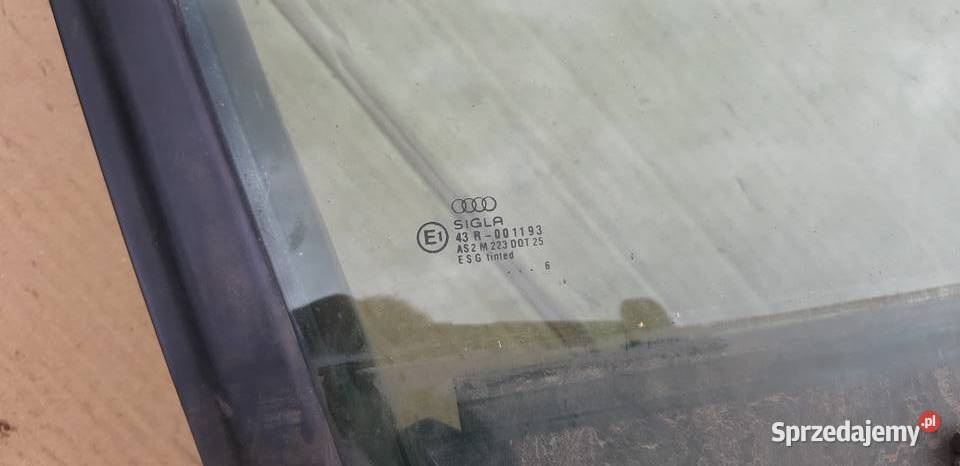 SIGLA
E1
43 R-001193
AS2 M 223 DOT 25
ESG tinted
... 6
Sprzedajemy.pl